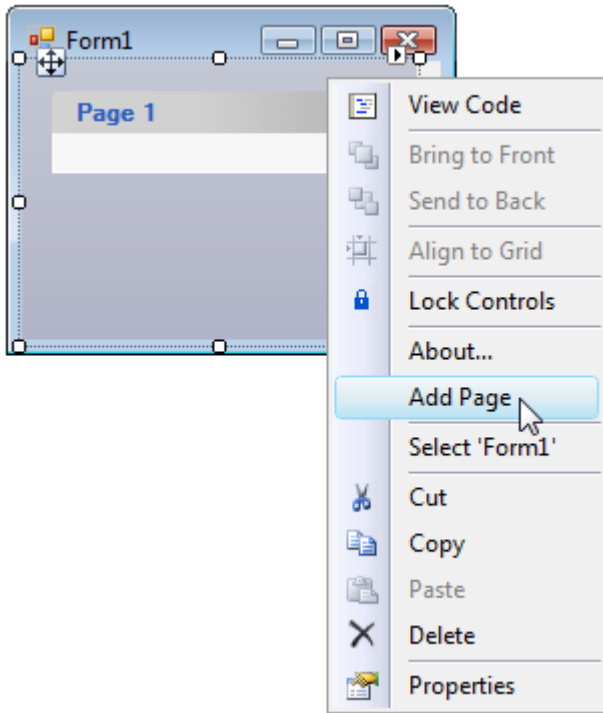 Form1
Page 1
View Code
Bring to Front
Send to Back
Align to Grid
Lock Controls
About...
Add Page
Select 'Form1'
Cut
Copy
Paste
Delete
Properties